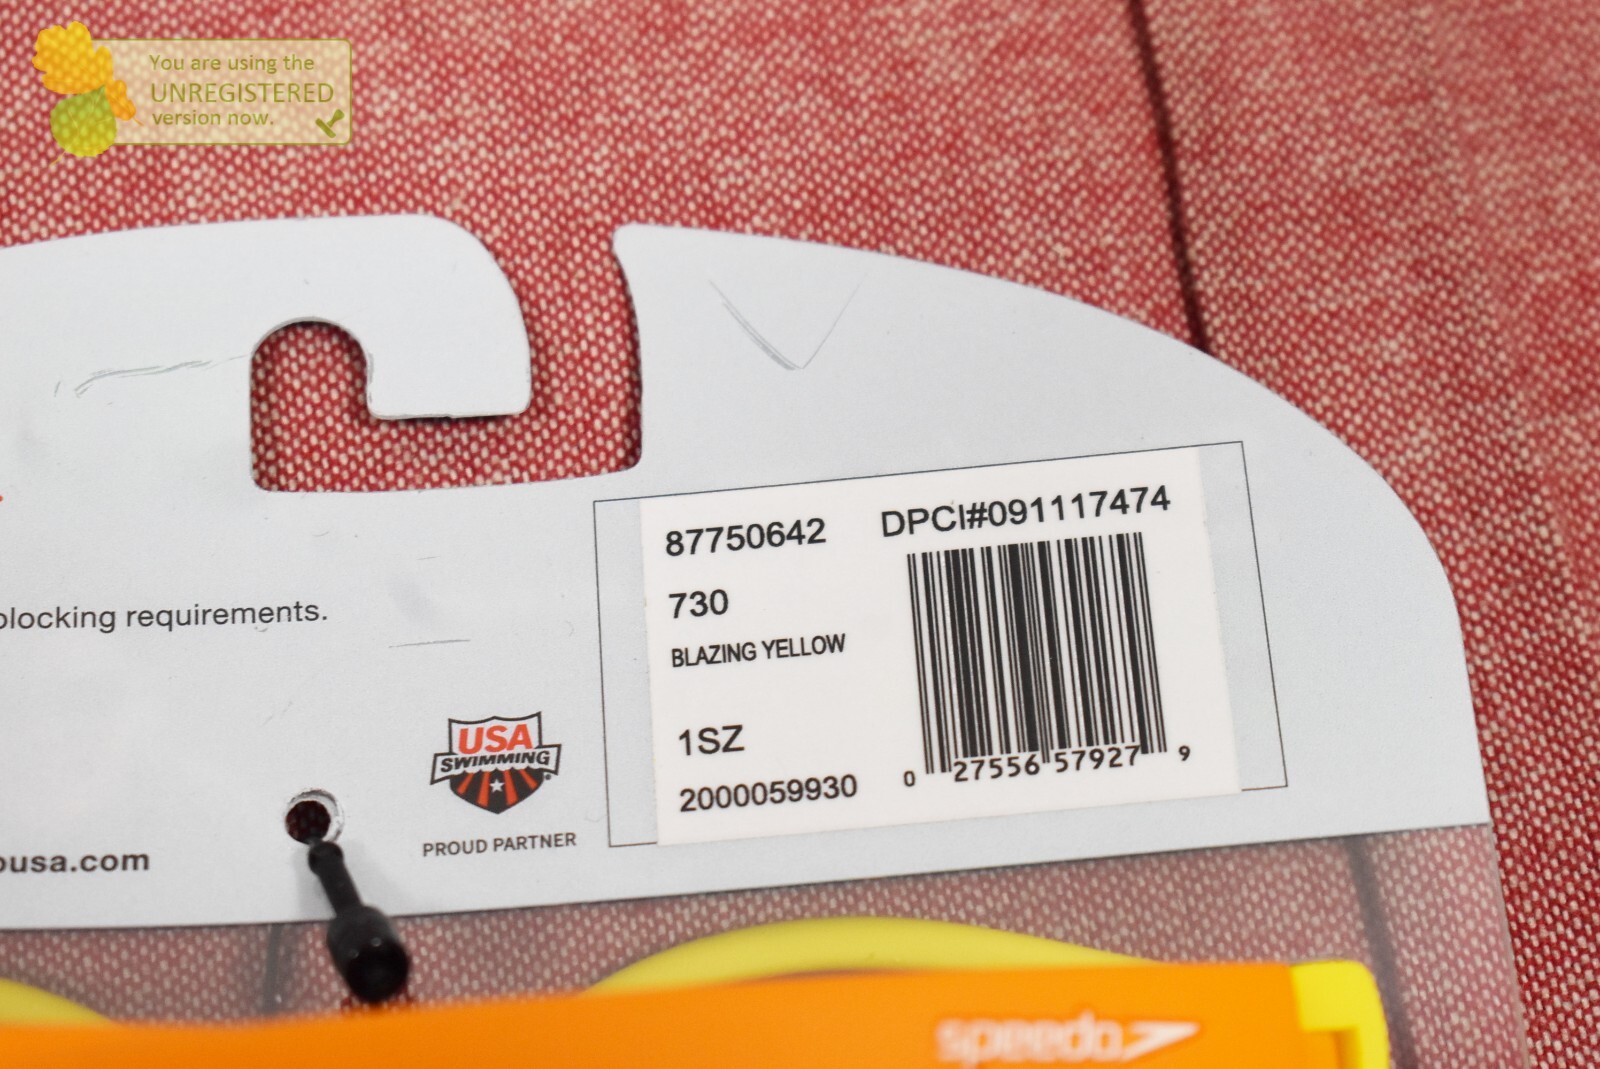 You are using the
UNREGISTERED
version now.
87750642 DPCI#091117474
730
BLAZING YELLOW
1SZ
2000059930
0 27556 57927 9
requirements.
USA
SWIMMING
PROUD PARTNER
usa.com
speedo